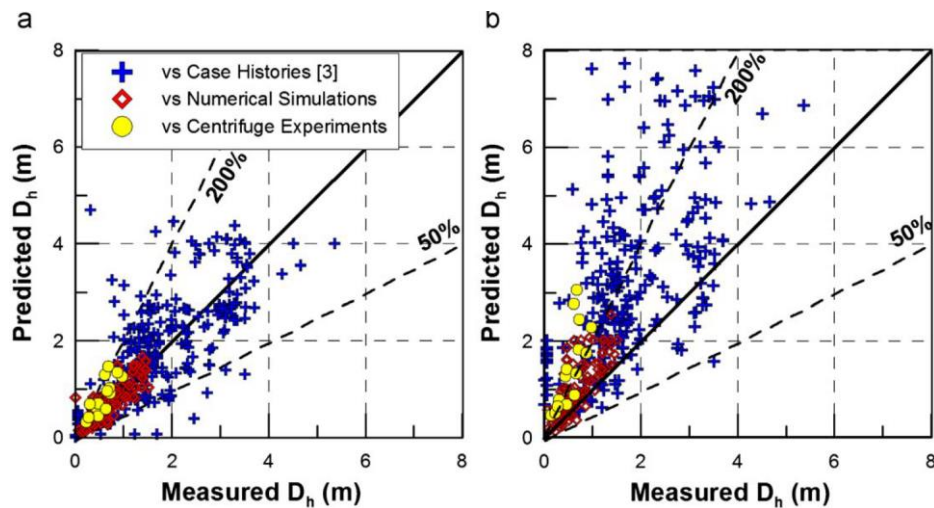 a
b
8
6
4
2
0
Predicted D_h (m)
vs Case Histories [3]
vs Numerical Simulations
vs Centrifuge Experiments
200%
50%
0
2
4
6
8
Measured D_h (m)
8
6
4
2
0
Predicted D_h (m)
200%
50%
0
2
4
6
8
Measured D_h (m)